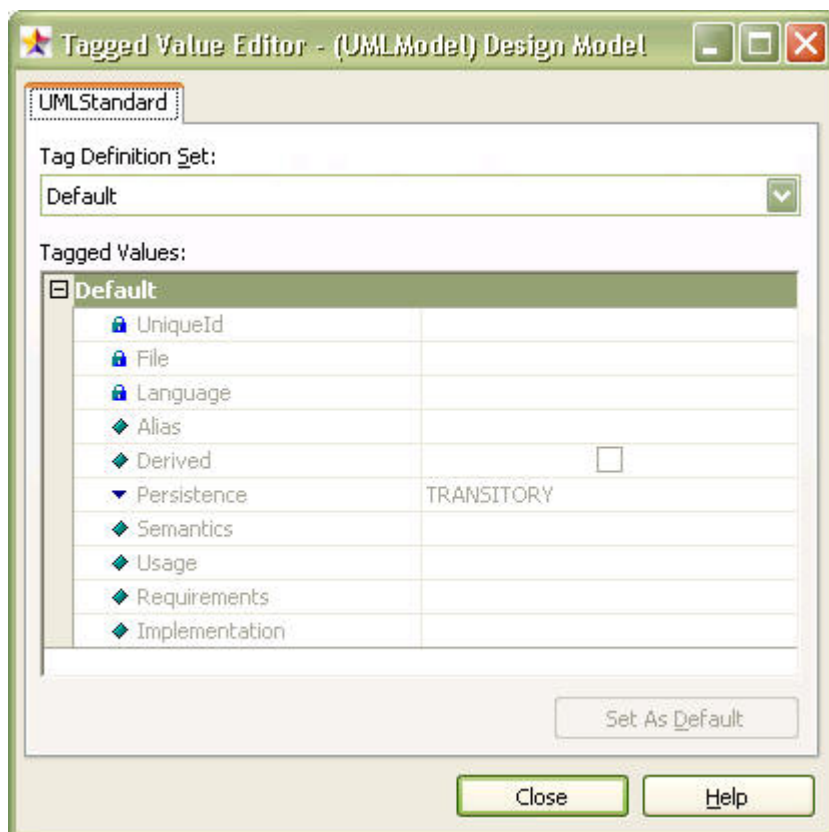 Tagged Value Editor - (UMLModel) Design Model
UMLStandard
Tag Definition Set:
Default
Tagged Values:
Default
UniqueId
File
Language
Alias
Derived
Persistence TRANSITORY
Semantics
Usage
Requirements
Implementation
Set As Default
Close Help